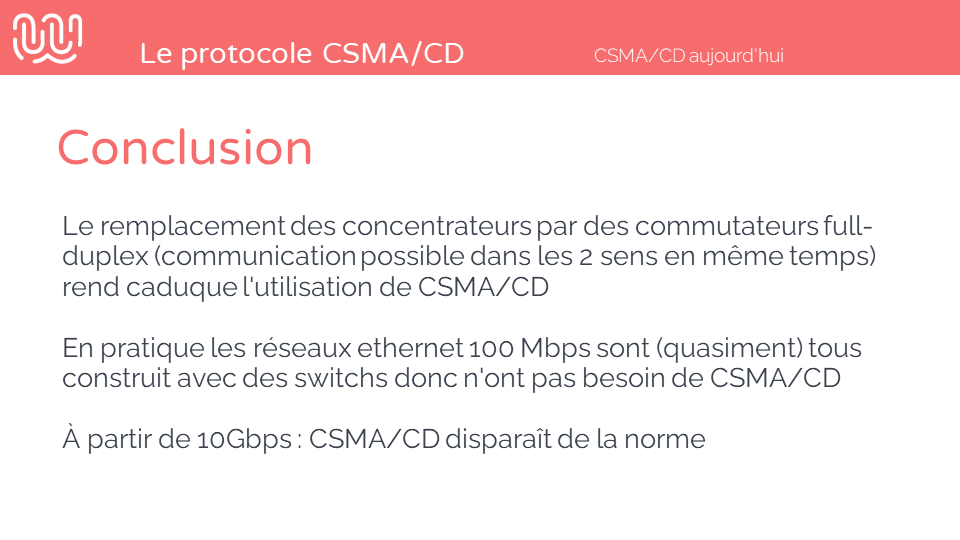 Le protocole CSMA/CD
CSMA/CD aujourd'hui
Conclusion
Le remplacement des concentrateurs par des commutateurs full-
duplex (communication possible dans les 2 sens en même temps)
rend caduque l'utilisation de CSMA/CD
En pratique les réseaux ethernet 100 Mbps sont (quasiment) tous
construit avec des switchs donc n'ont pas besoin de CSMA/CD
À partir de 10Gbps : CSMA/CD disparaît de la norme